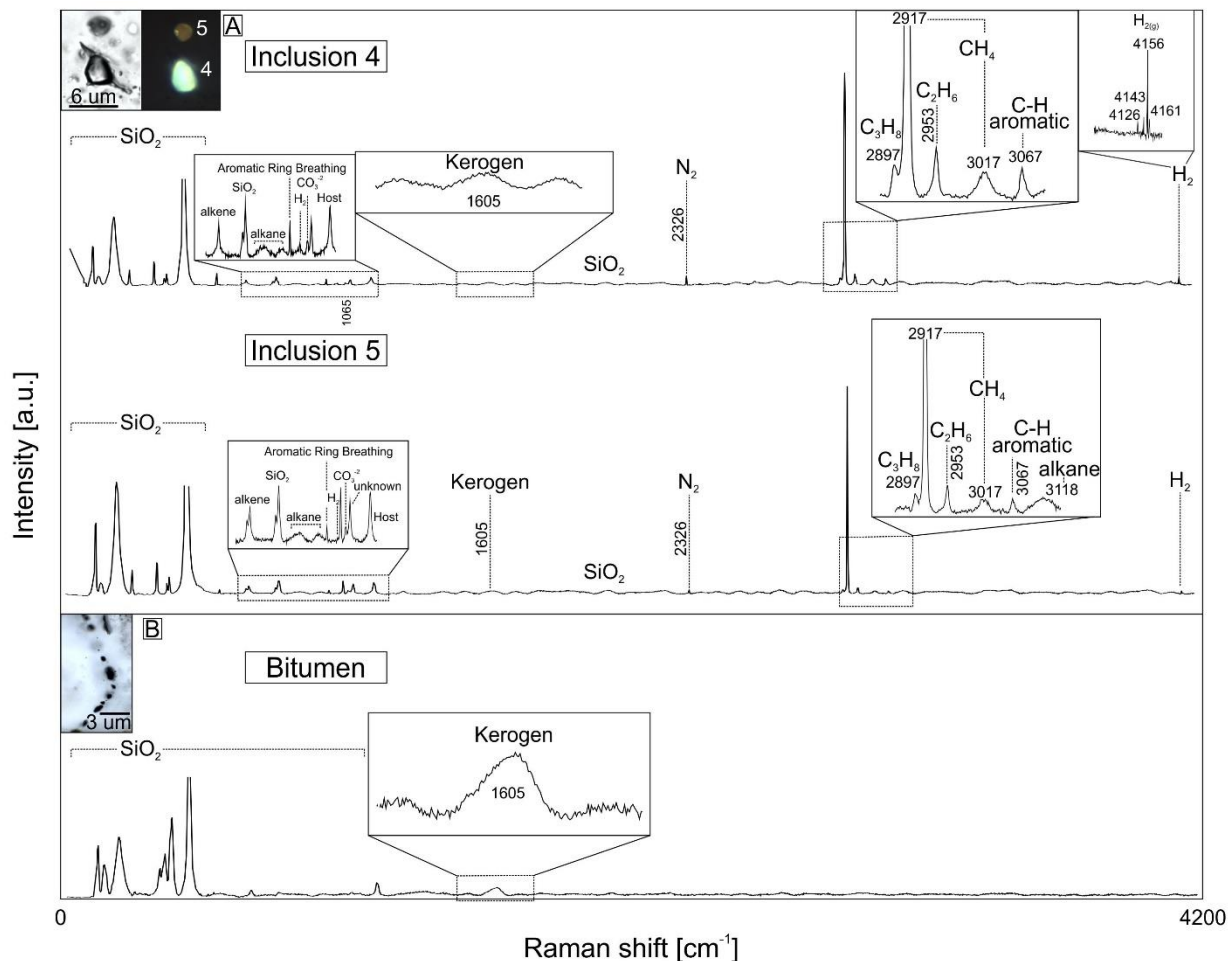 A
5
4
6 um
Inclusion 4
SiO₂
Aromatic Ring Breathing
SiO₂
CO₃⁻²
H₂
Host
alkene
alkane
1065
Kerogen
1605
SiO₂
N₂
2326
2917
CH₄
C₂H₆
2953
C-H
aromatic
C₃H₈
2897
3017
3067
H₂₍g₎
4156
4143
4126
4161
H₂
Inclusion 5
SiO₂
Aromatic Ring Breathing
SiO₂
CO₃⁻²
H₂
unknown
alkene
alkane
Host
Kerogen
1605
SiO₂
N₂
2326
2917
CH₄
C₂H₆
2953
C-H
aromatic
C₃H₈
2897
3017
3067
alkane
3118
H₂
B
3 um
Bitumen
SiO₂
Kerogen
1605
0
4200
Raman shift [cm⁻¹]
Intensity [a.u.]